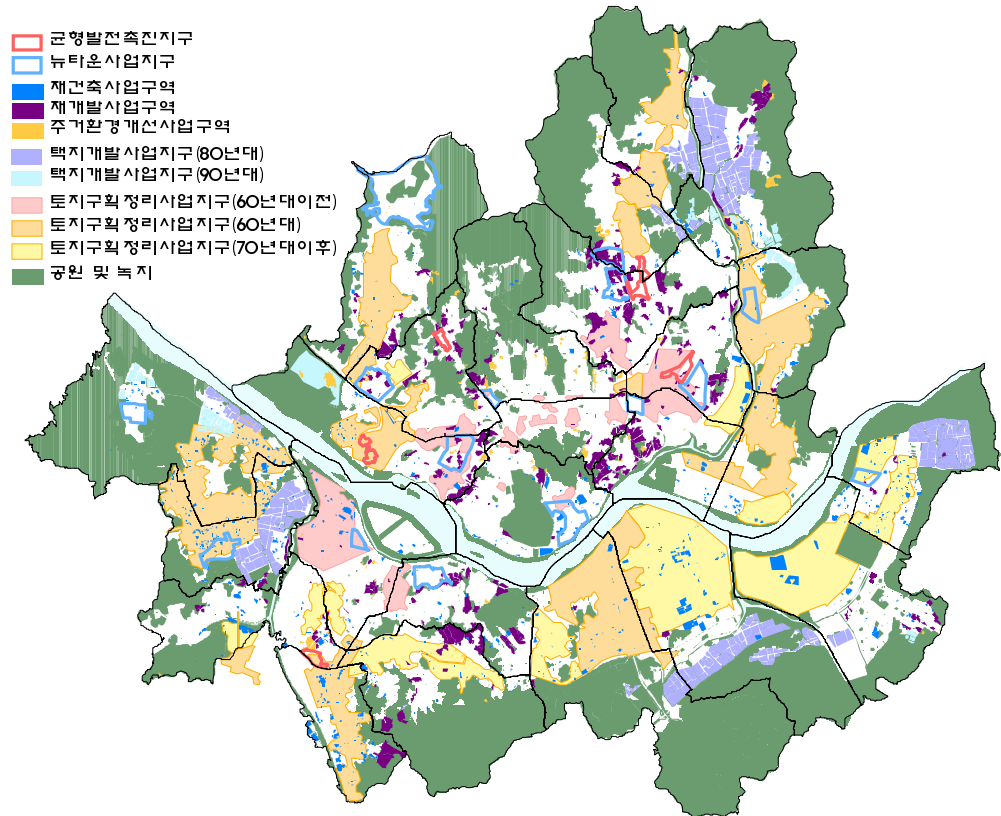 균형발전촉진지구
뉴타운사업지구
재건축사업구역
재개발사업구역
주거환경개선사업구역
택지개발사업지구(80년대)
택지개발사업지구(90년대)
토지구획정리사업지구(60년대이전)
토지구획정리사업지구(60년대)
토지구획정리사업지구(70년대이후)
공원 및 녹지